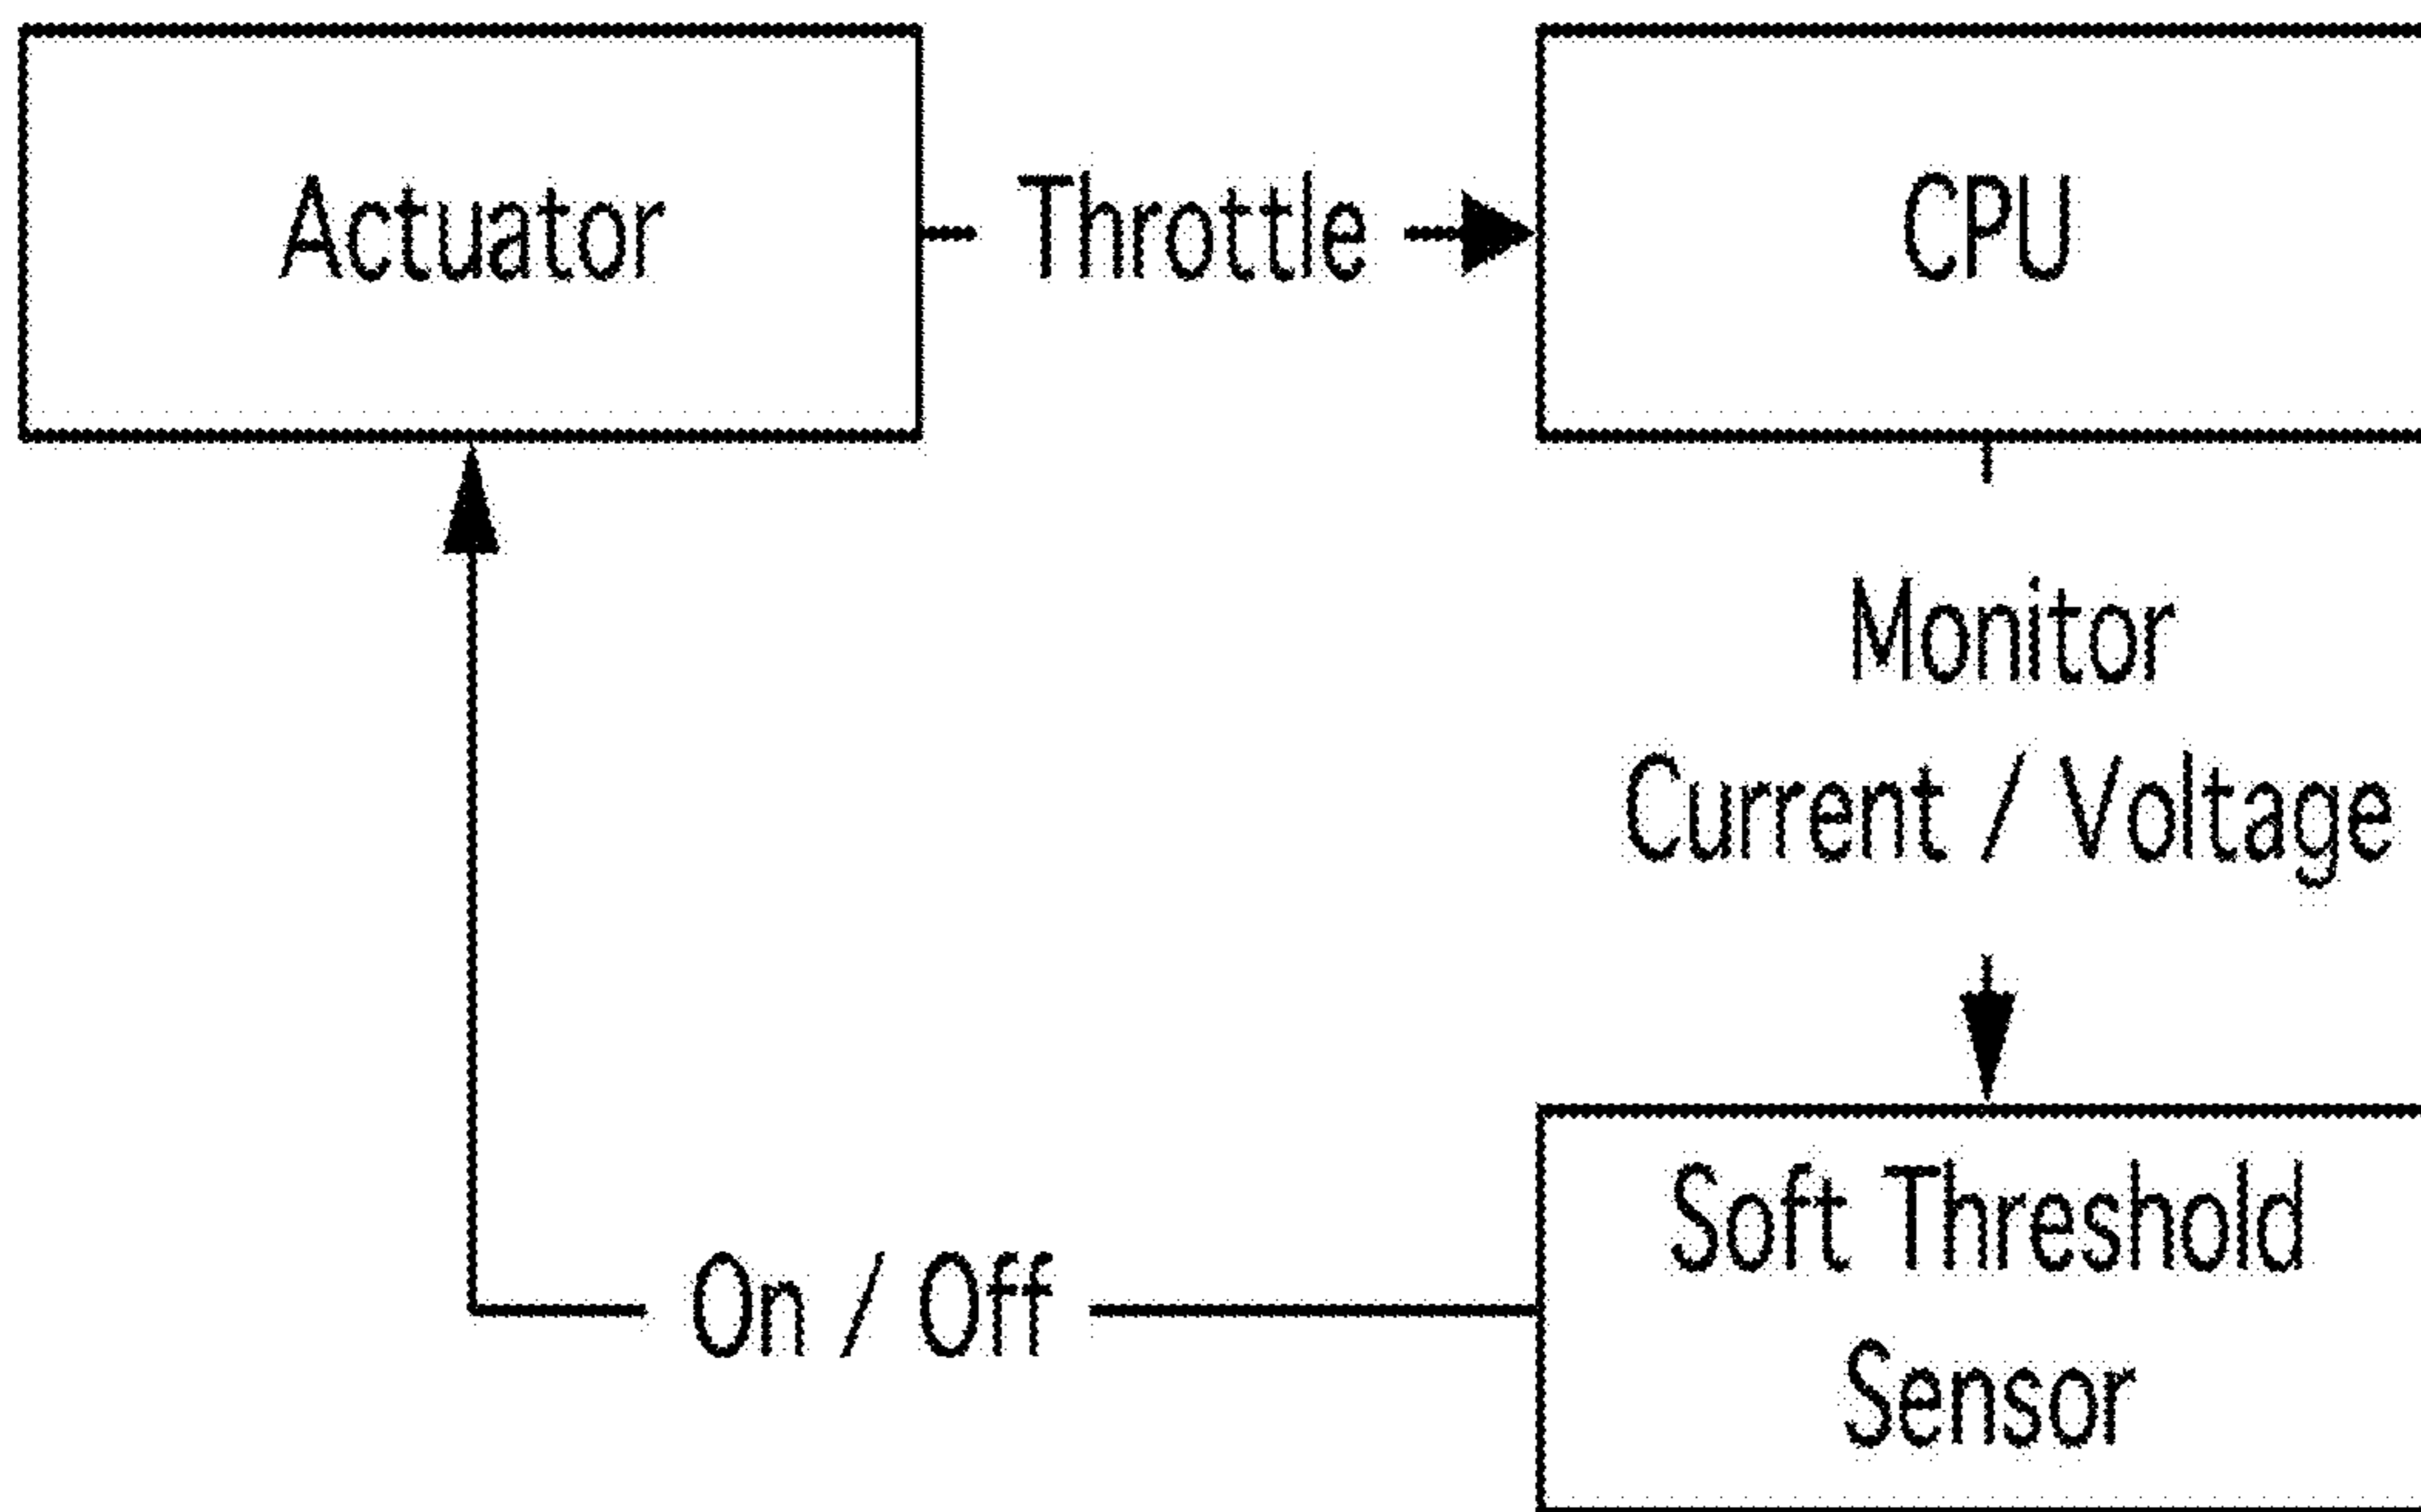 Actuator
Throttle
CPU
Monitor
Current / Voltage
On / Off
Soft Threshold
Sensor